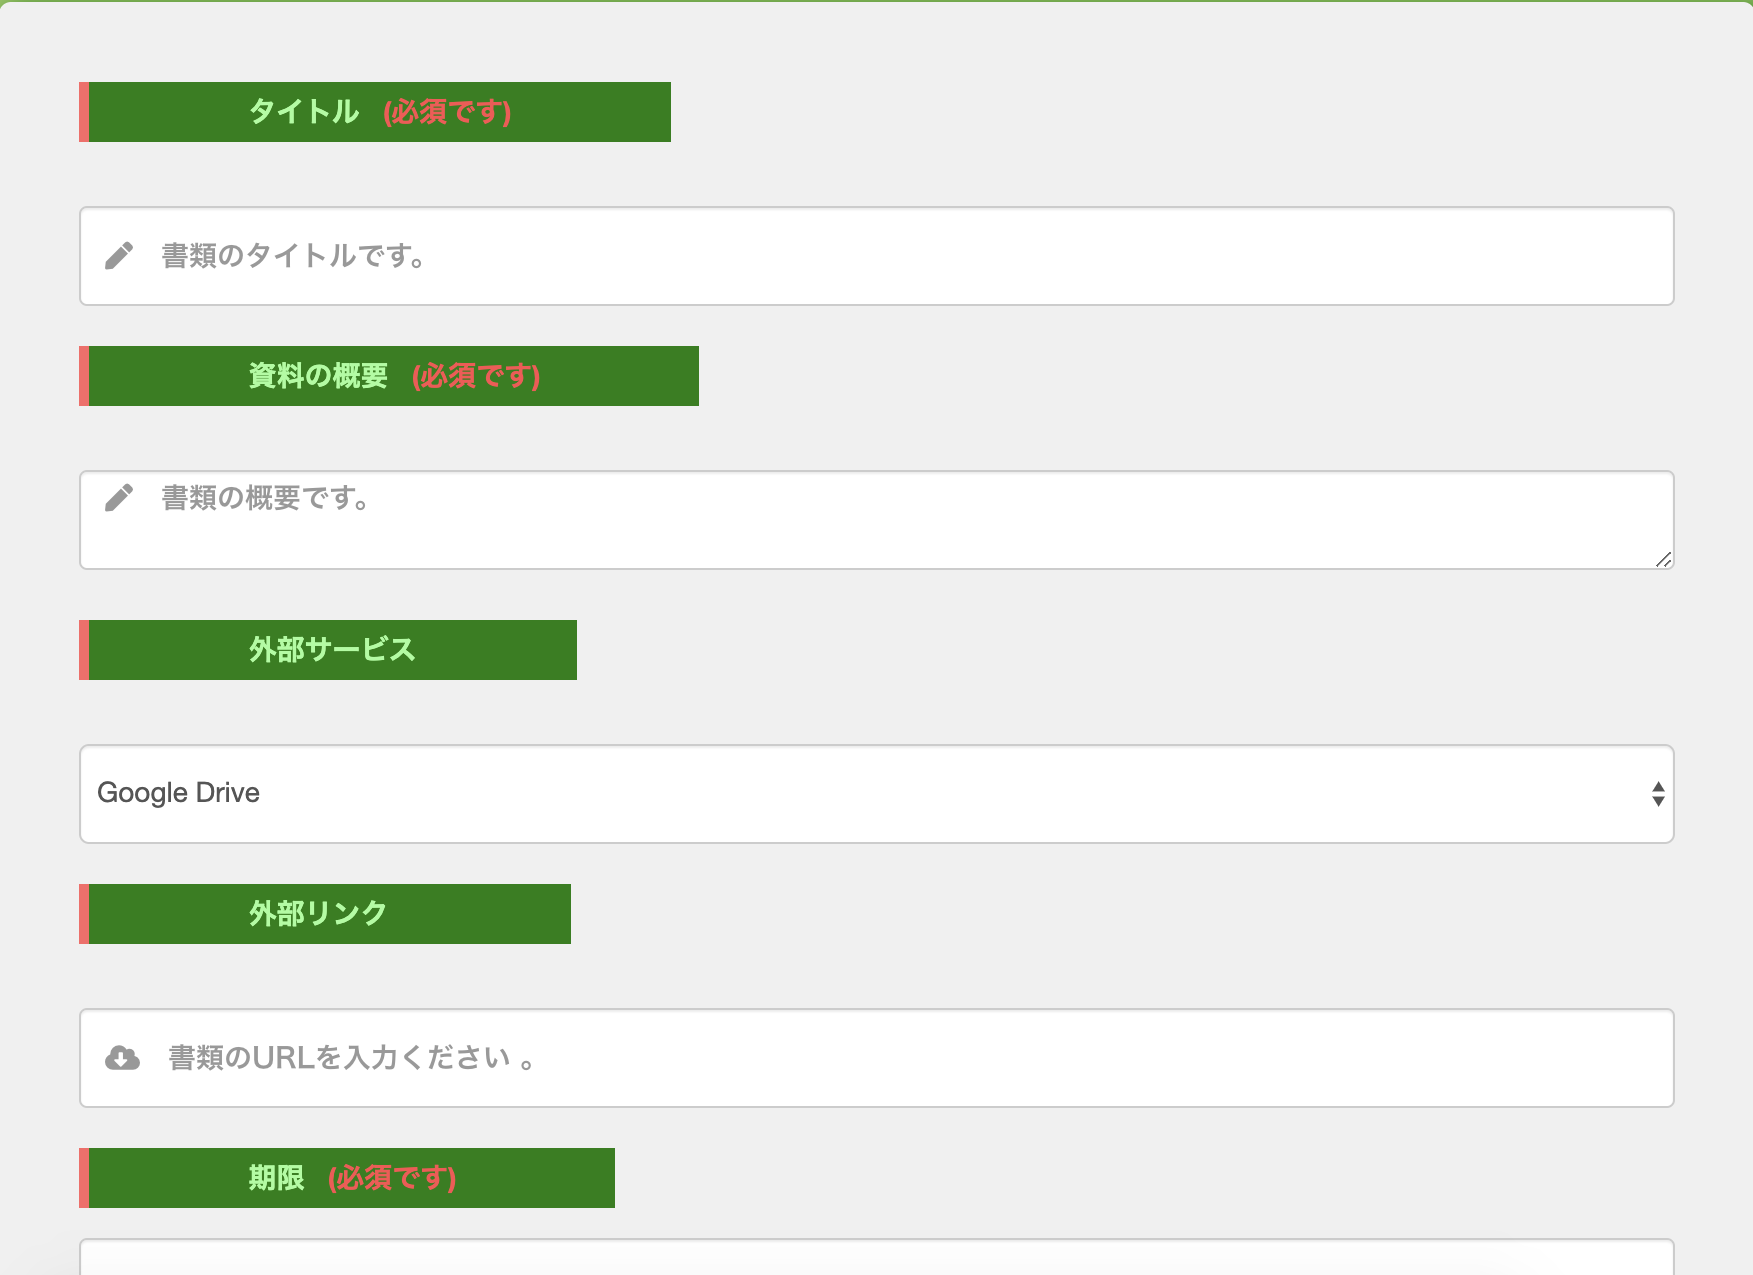 タイトル (必須です)
書類のタイトルです。
資料の概要 (必須です)
書類の概要です。
外部サービス
Google Drive
外部リンク
書類のURLを入力ください 。
期限 (必須です)